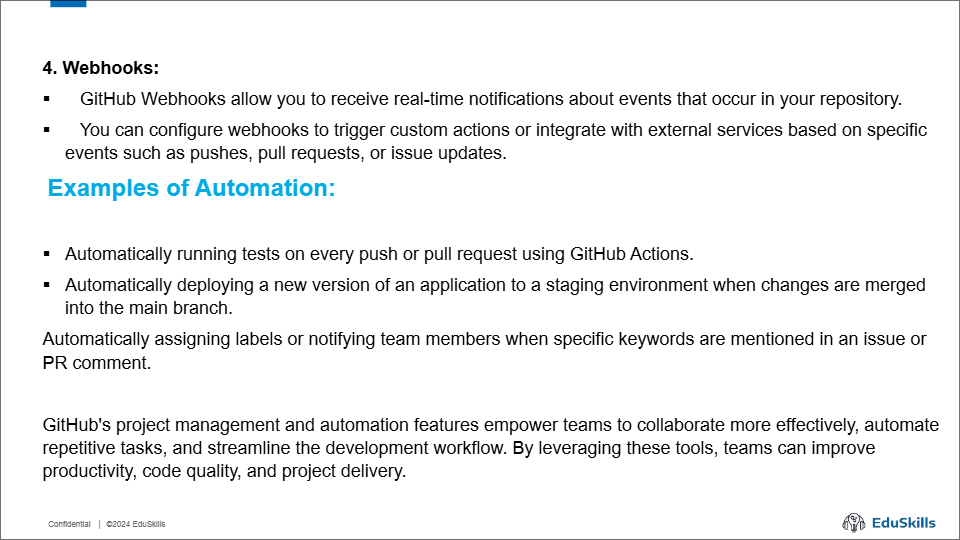 4. Webhooks:
▪ GitHub Webhooks allow you to receive real-time notifications about events that occur in your repository.
▪ You can configure webhooks to trigger custom actions or integrate with external services based on specific
events such as pushes, pull requests, or issue updates.
Examples of Automation:
▪ Automatically running tests on every push or pull request using GitHub Actions.
▪ Automatically deploying a new version of an application to a staging environment when changes are merged
into the main branch.
Automatically assigning labels or notifying team members when specific keywords are mentioned in an issue or
PR comment.
GitHub's project management and automation features empower teams to collaborate more effectively, automate
repetitive tasks, and streamline the development workflow. By leveraging these tools, teams can improve
productivity, code quality, and project delivery.
Confidential | ©2024 EduSkills
EduSkills